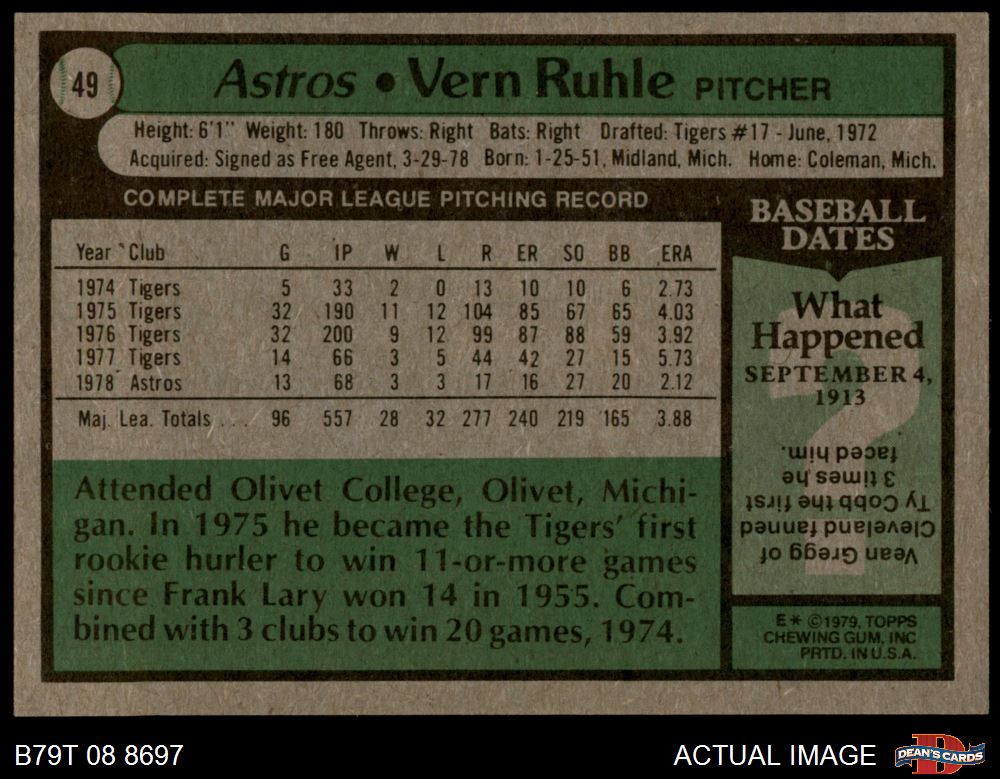 49
Astros • Vern Ruhle PITCHER
Height: 6'1" Weight: 180 Throws: Right Bats: Right Drafted: Tigers #17 - June, 1972
Acquired: Signed as Free Agent, 3-29-78 Born: 1-25-51, Midland, Mich. Home: Coleman, Mich.
COMPLETE MAJOR LEAGUE PITCHING RECORD
Year Club G IP W L R ER SO BB ERA
1974 Tigers 5 33 2 0 13 10 10 6 2.73
1975 Tigers 32 190 11 12 104 85 67 65 4.03
1976 Tigers 32 200 9 12 99 87 88 59 3.92
1977 Tigers 14 66 3 5 44 42 27 15 5.73
1978 Astros 13 68 3 3 17 16 27 20 2.12
Maj. Lea. Totals . . . 96 557 28 32 277 240 219 165 3.88
Attended Olivet College, Olivet, Michi-
gan. In 1975 he became the Tigers' first
rookie hurler to win 11-or-more games
since Frank Lary won 14 in 1955. Com-
bined with 3 clubs to win 20 games, 1974.
BASEBALL
DATES
What
Happened
SEPTEMBER 4,
1913
Vean Gregg of
Cleveland fanned
Ty Cobb the first
3 times he
faced him.
E* ©1979, TOPPS
CHEWING GUM, INC
PRTD. IN U.S.A.
B79T 08 8697
ACTUAL IMAGE
DEAN'S CARDS